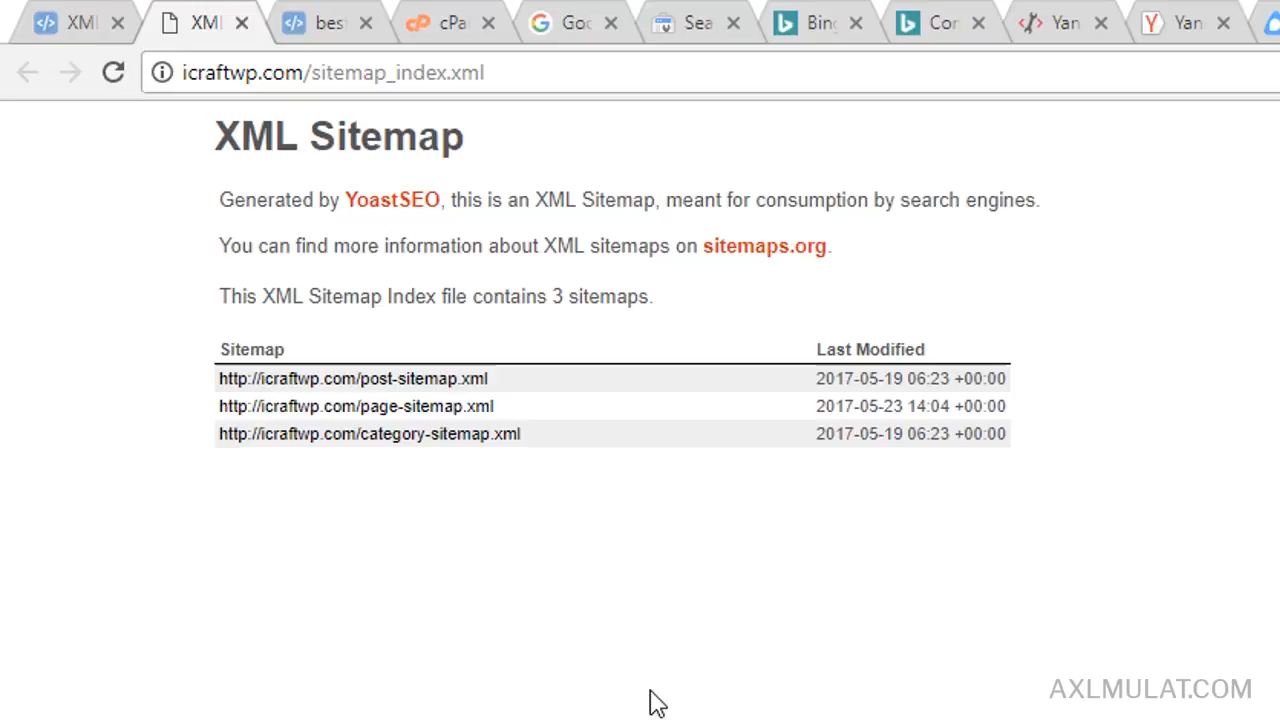 XML
XMI
bes
cPa
Goo
Sea
Bing
Con
Yan
Yan
icraftwp.com/sitemap_index.xml
XML Sitemap
Generated by YoastSEO, this is an XML Sitemap, meant for consumption by search engines.
You can find more information about XML sitemaps on sitemaps.org.
This XML Sitemap Index file contains 3 sitemaps.
Sitemap Last Modified
http://icraftwp.com/post-sitemap.xml 2017-05-19 06:23 +00:00
http://icraftwp.com/page-sitemap.xml 2017-05-23 14:04 +00:00
http://icraftwp.com/category-sitemap.xml 2017-05-19 06:23 +00:00
AXLMULAT.COM